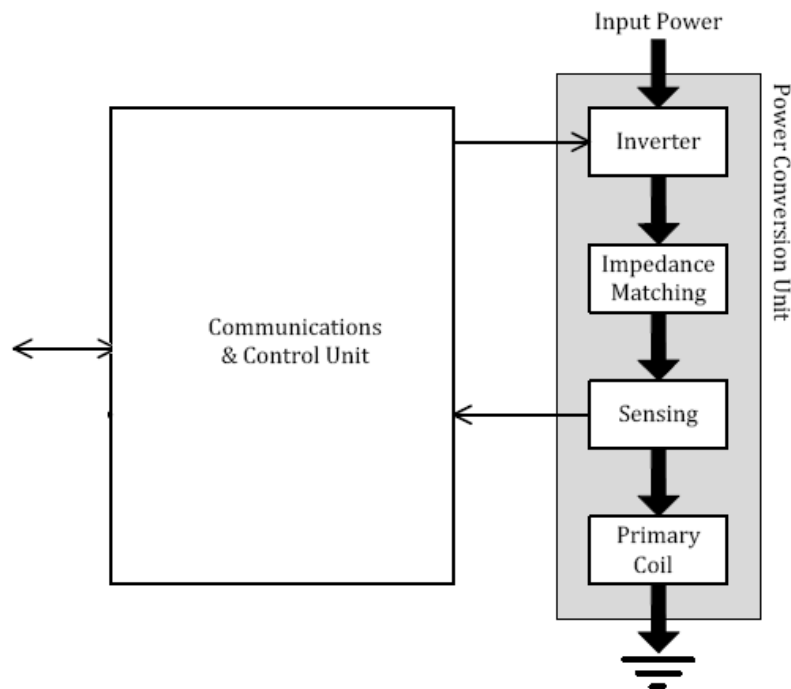 Input Power
Power Conversion Unit
Inverter
Impedance
Matching
Communications
& Control Unit
Sensing
Primary
Coil